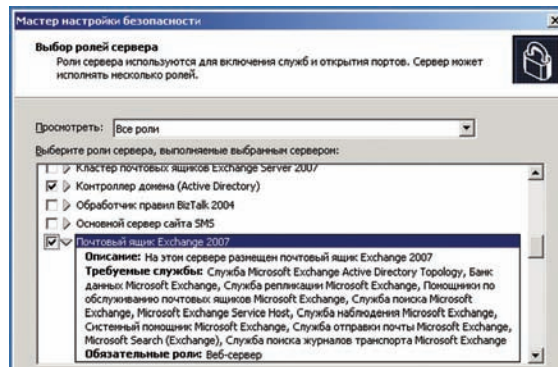 Мастер настройки безопасности
Выбор ролей сервера
Роли сервера используются для включения служб и открытия портов. Сервер может
исполнять несколько ролей.
Просмотреть: Все роли
Выберите роли сервера, выполняемые выбранным сервером:
Кластер почтовых ящиков Exchange Server 2007
Контроллер домена (Active Directory)
Обработчик правил BizTalk 2004
Основной сервер сайта SMS
Почтовый ящик Exchange 2007
Описание: На этом сервере размещен почтовый ящик Exchange 2007
Требуемые службы: Служба Microsoft Exchange Active Directory Topology, Банк
данных Microsoft Exchange, Служба репликации Microsoft Exchange, Помощники по
обслуживанию почтовых ящиков Microsoft Exchange, Служба поиска Microsoft
Exchange, Microsoft Exchange Service Host, Служба наблюдения Microsoft Exchange,
Системный помощник Microsoft Exchange, Служба отправки почты Microsoft Exchange,
Microsoft Search (Exchange), Служба поиска журналов транспорта Microsoft Exchange
Обязательные роли: Веб-сервер